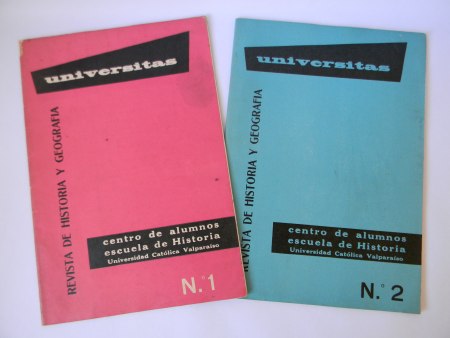 universitas
REVISTA DE HISTORIA Y GEOGRAFIA
centro de alumnos
escuela de Historia
Universidad Católica Valparaíso
N.º 1
universitas
REVISTA DE HISTORIA Y GEOGRAFIA
centro de alumnos
escuela de Historia
Universidad Católica Valparaíso
N.º 2